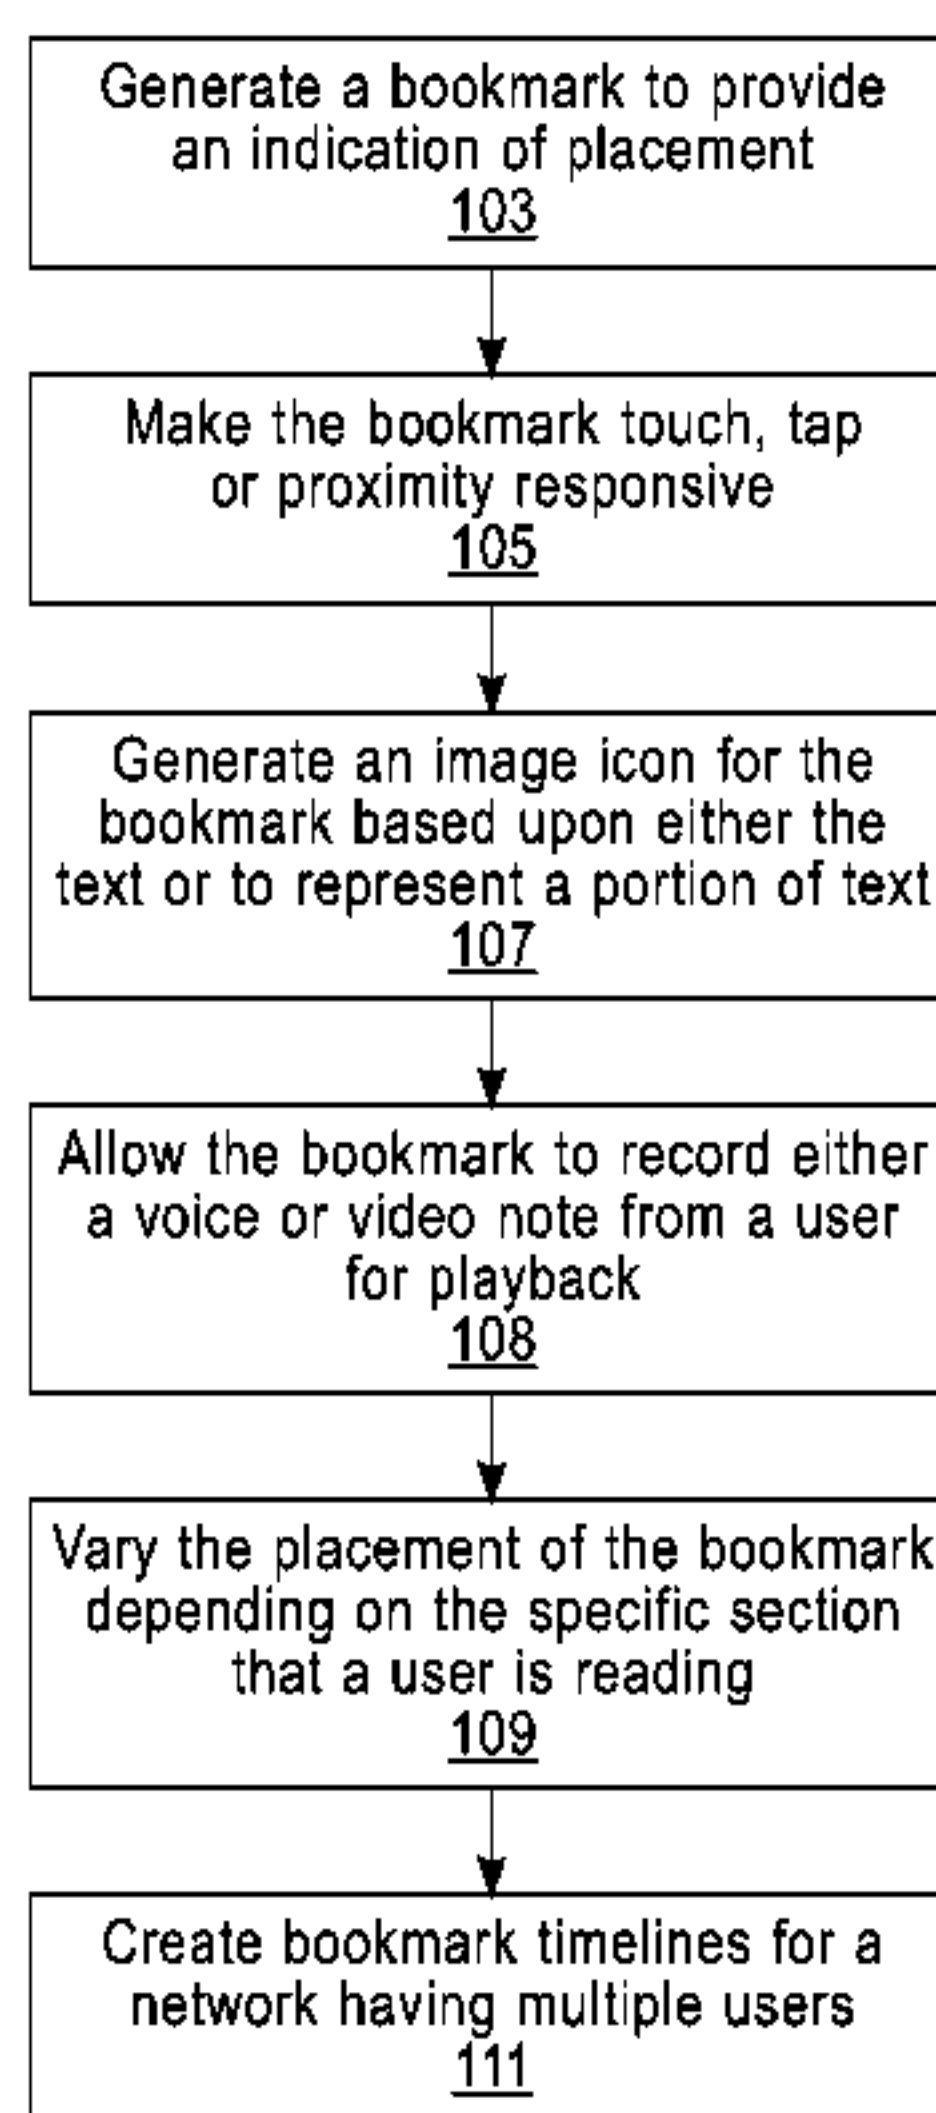 Generate a bookmark to provide
an indication of placement
103
Make the bookmark touch, tap
or proximity responsive
105
Generate an image icon for the
bookmark based upon either the
text or to represent a portion of text
107
Allow the bookmark to record either
a voice or video note from a user
for playback
108
Vary the placement of the bookmark
depending on the specific section
that a user is reading
109
Create bookmark timelines for a
network having multiple users
111